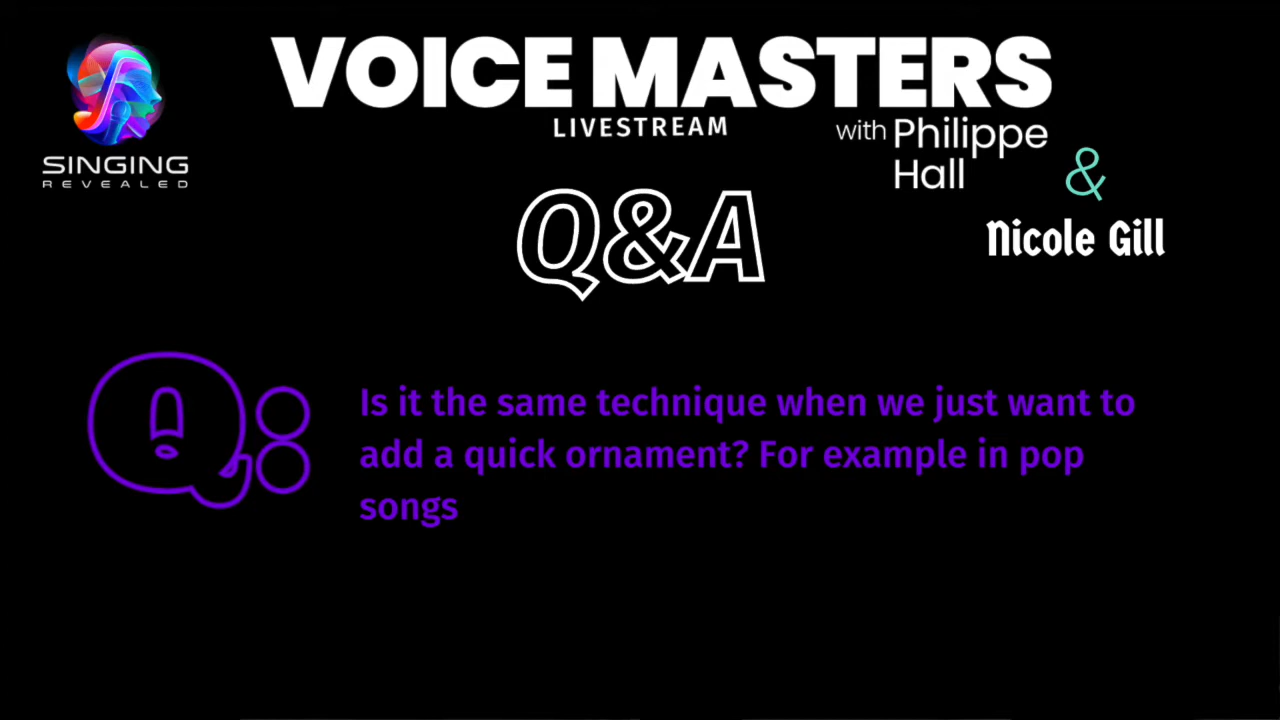 VOICE MASTERS
LIVESTREAM
with Philippe
Hall
&
Nicole Gill
SINGING
REVEALED
Q&A
Q:
Is it the same technique when we just want to
add a quick ornament? For example in pop
songs